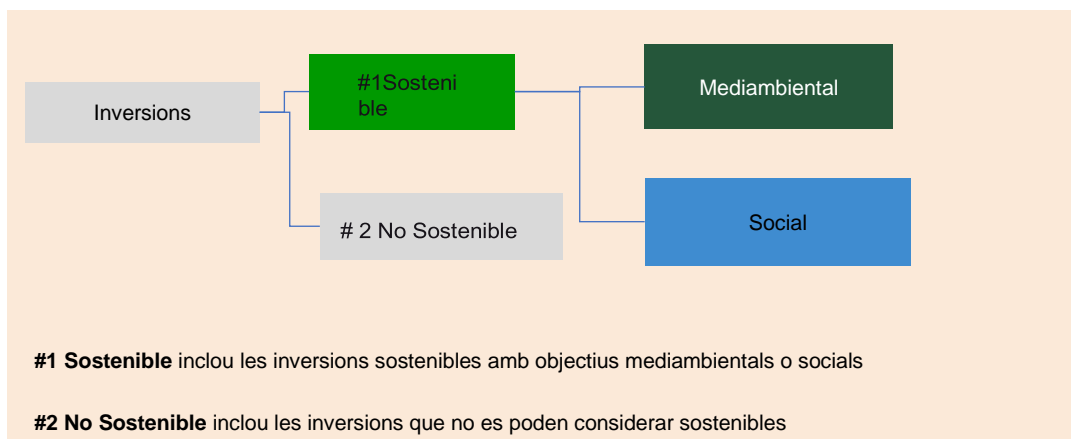 Inversions
#1Sosteni
ble
Mediambiental
# 2 No Sostenible
Social
#1 Sostenible inclou les inversions sostenibles amb objectius mediambientals o socials
#2 No Sostenible inclou les inversions que no es poden considerar sostenibles